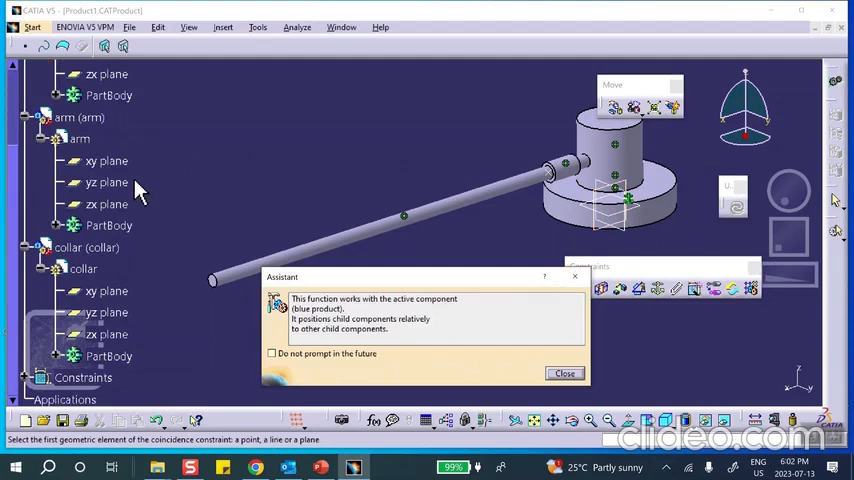 CATIA V5 - [Product1.CATProduct]
Start ENOVIA V5 VPM File Edit View Insert Tools Analyze Window Help
zx plane
PartBody
arm (arm)
arm
xy plane
yz plane
zx plane
PartBody
collar (collar)
collar
xy plane
yz plane
zx plane
PartBody
Constraints
Applications
Move
x y
U..
Constraints
Assistant
This function works with the active component
(blue product).
It positions child components relatively
to other child components.
Do not prompt in the future
Close
z
x y
Select the first geometric element of the coincidence constraint: a point, a line or a plane
clideo.com
CATIA
99%
25°C Partly sunny
ENG
US
6:02 PM
2023-07-13